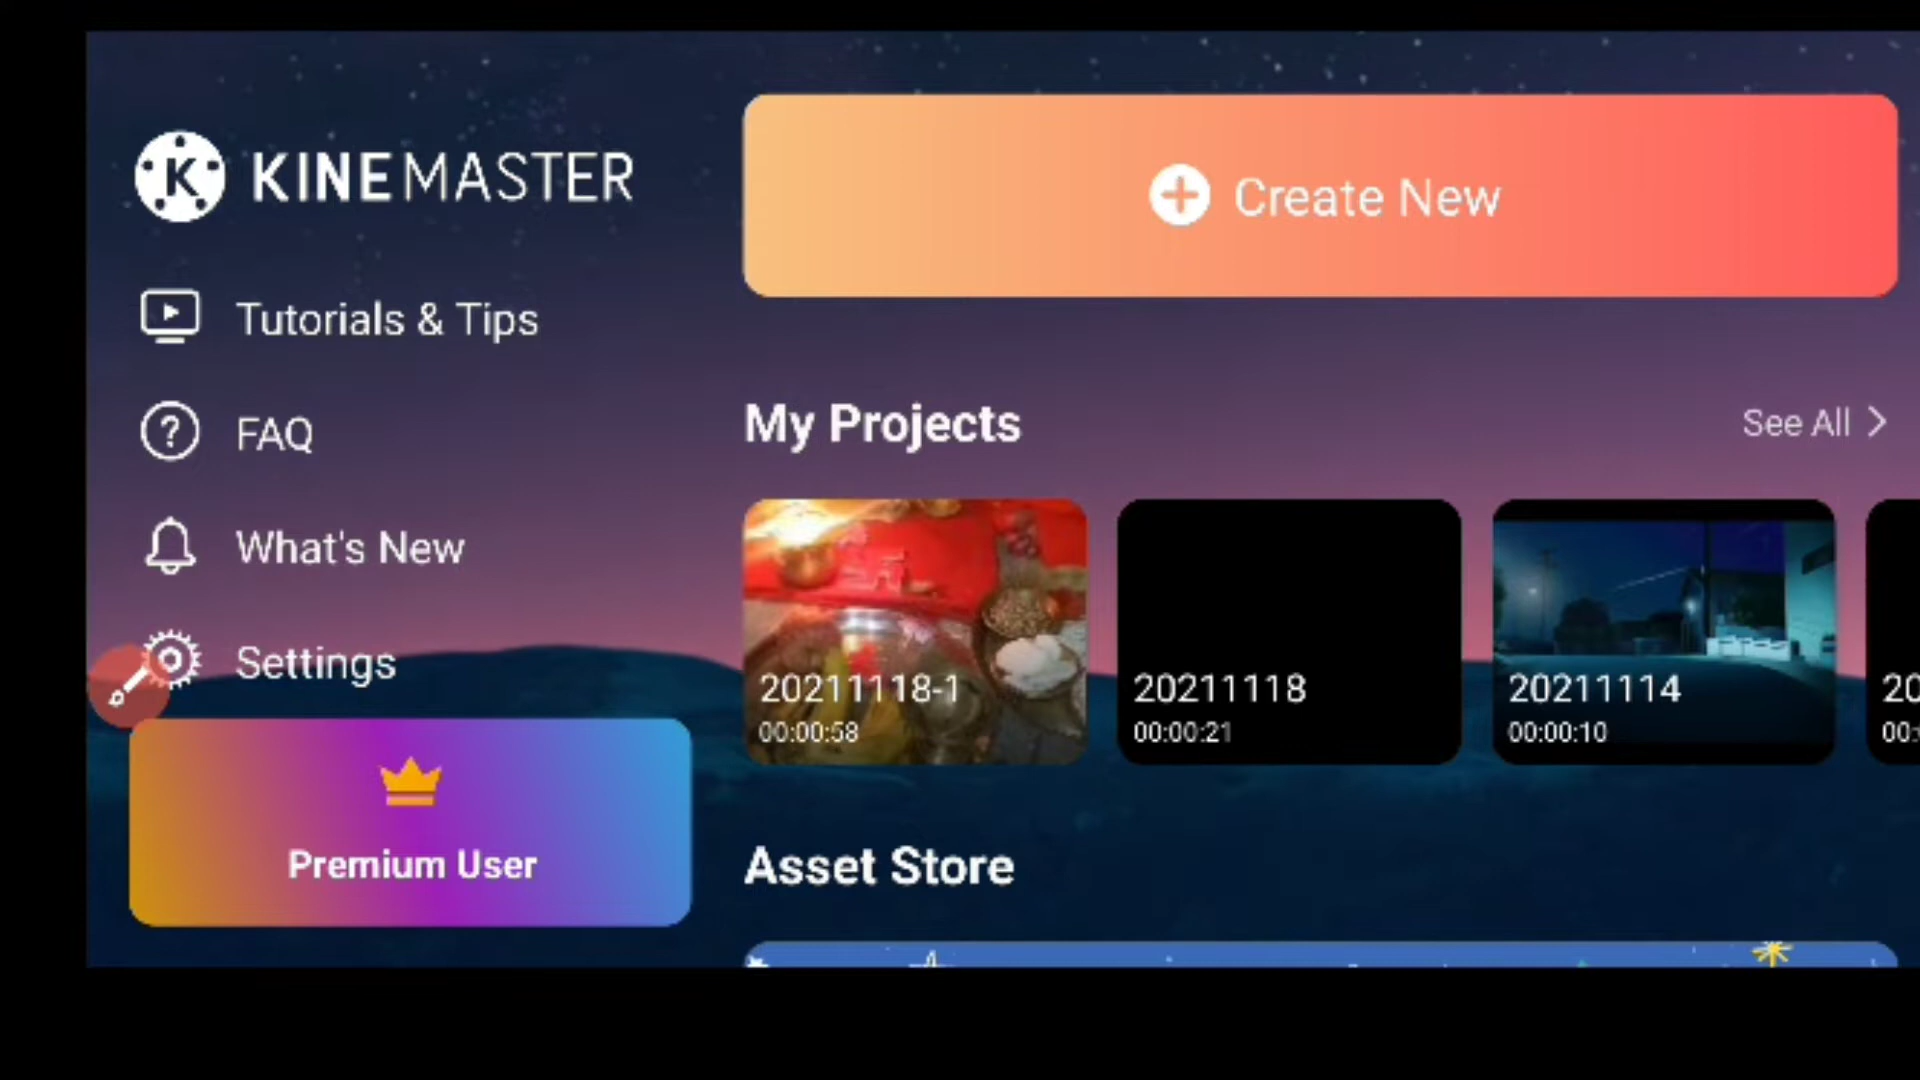 KINEMASTER
Tutorials & Tips
FAQ
What's New
Settings
Premium User
Create New
My Projects
See All
20211118-1
00:00:58
20211118
00:00:21
20211114
00:00:10
Asset Store